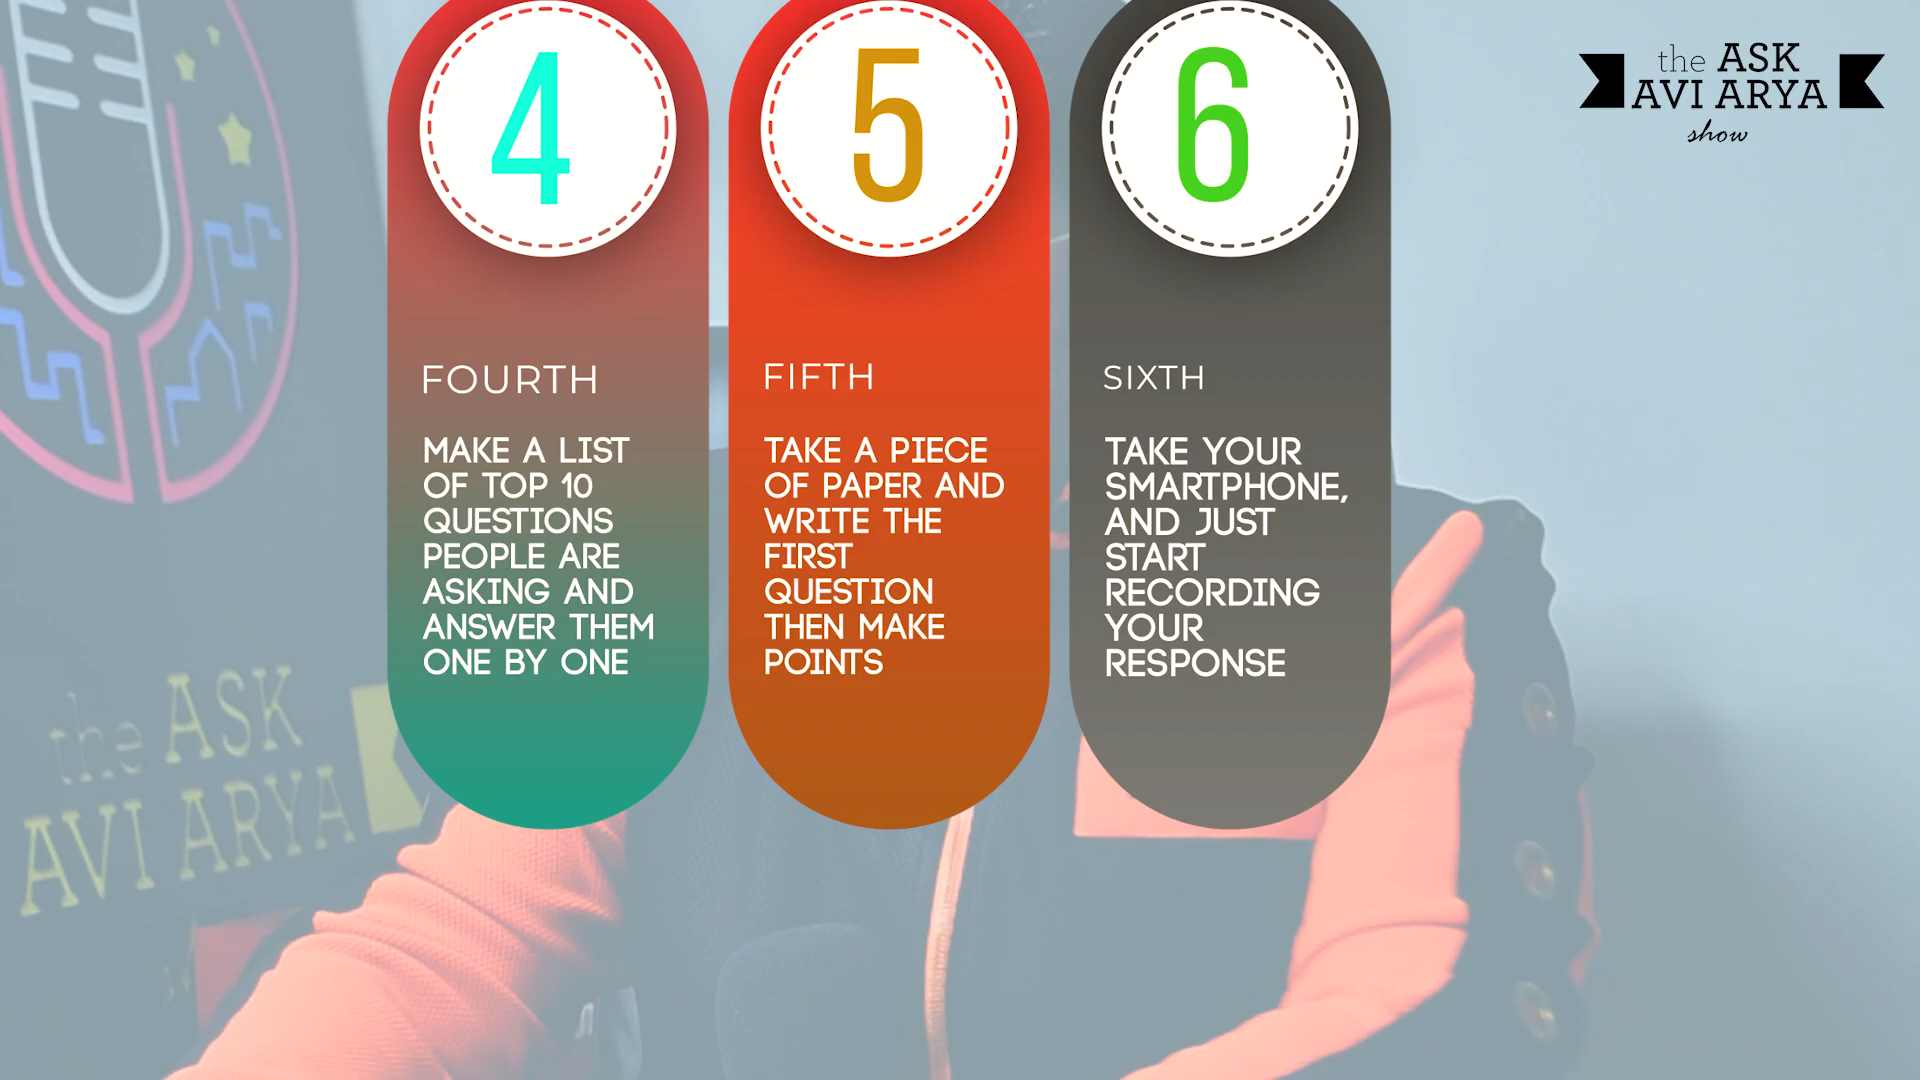 4
FOURTH
MAKE A LIST
OF TOP 10
QUESTIONS
PEOPLE ARE
ASKING AND
ANSWER THEM
ONE BY ONE
5
FIFTH
TAKE A PIECE
OF PAPER AND
WRITE THE
FIRST
QUESTION
THEN MAKE
POINTS
6
SIXTH
TAKE YOUR
SMARTPHONE,
AND JUST
START
RECORDING
YOUR
RESPONSE
the ASK
AVI ARYA
show
the ASK
AVI ARYA